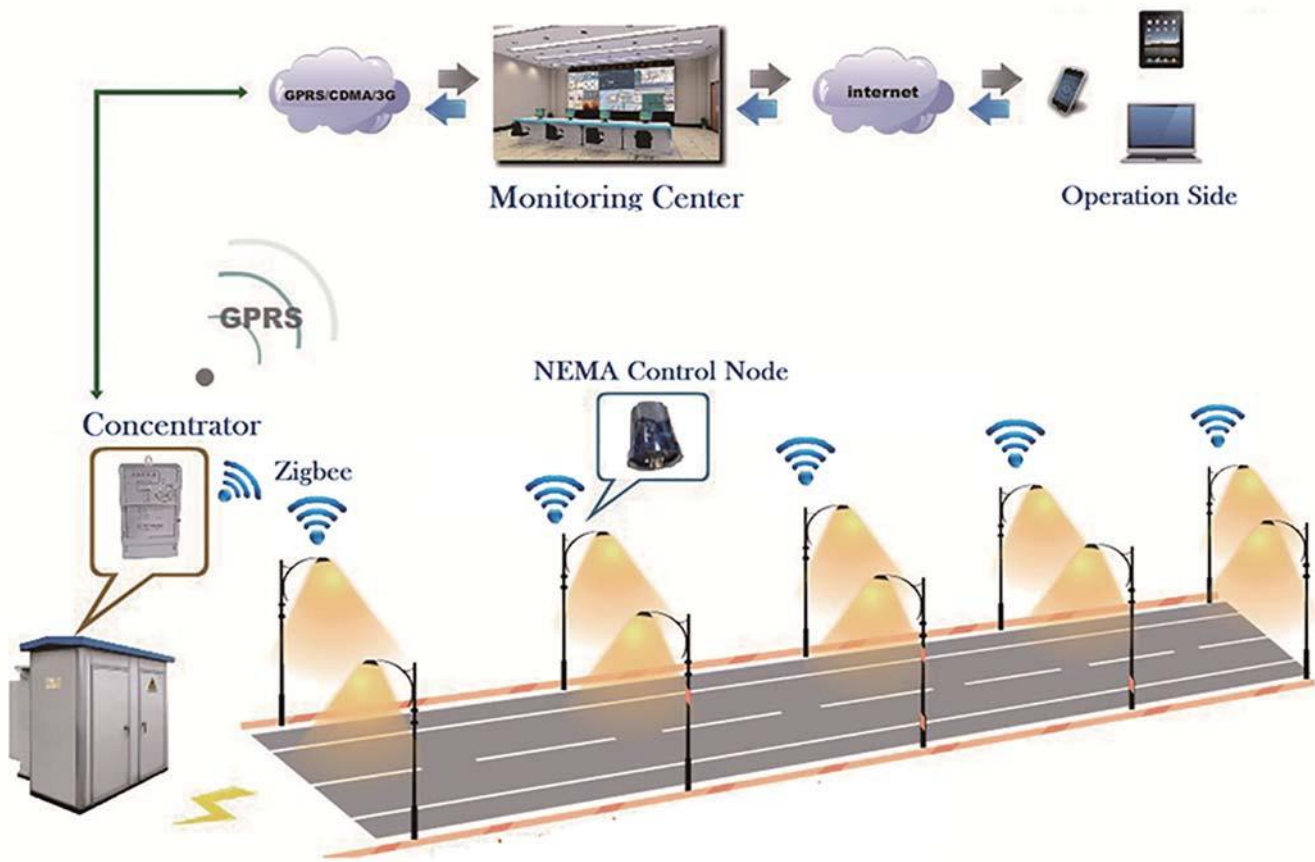 GPRS/CDMA/3G
internet
Monitoring Center
Operation Side
GPRS
NEMA Control Node
Concentrator
Zigbee